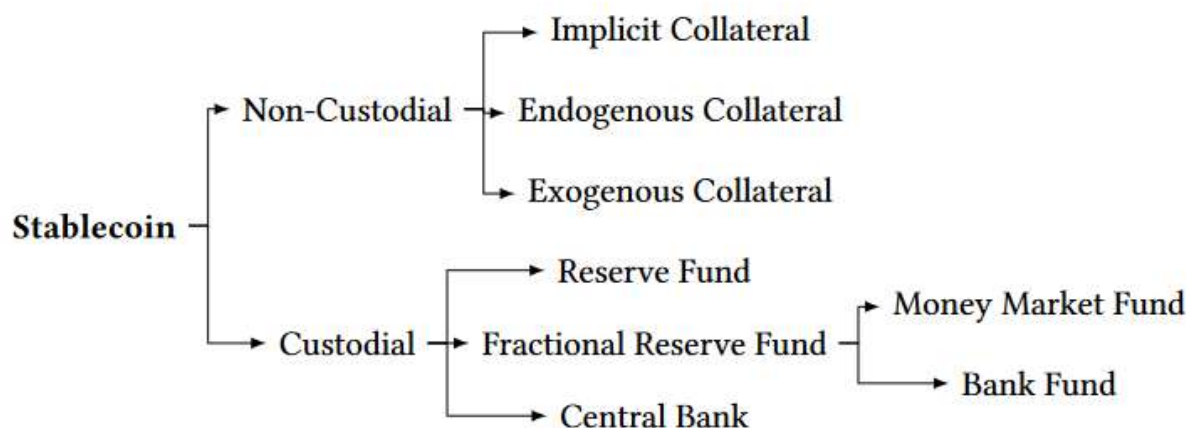 Implicit Collateral
Non-Custodial
Endogenous Collateral
Exogenous Collateral
Stablecoin
Reserve Fund
Money Market Fund
Custodial
Fractional Reserve Fund
Bank Fund
Central Bank